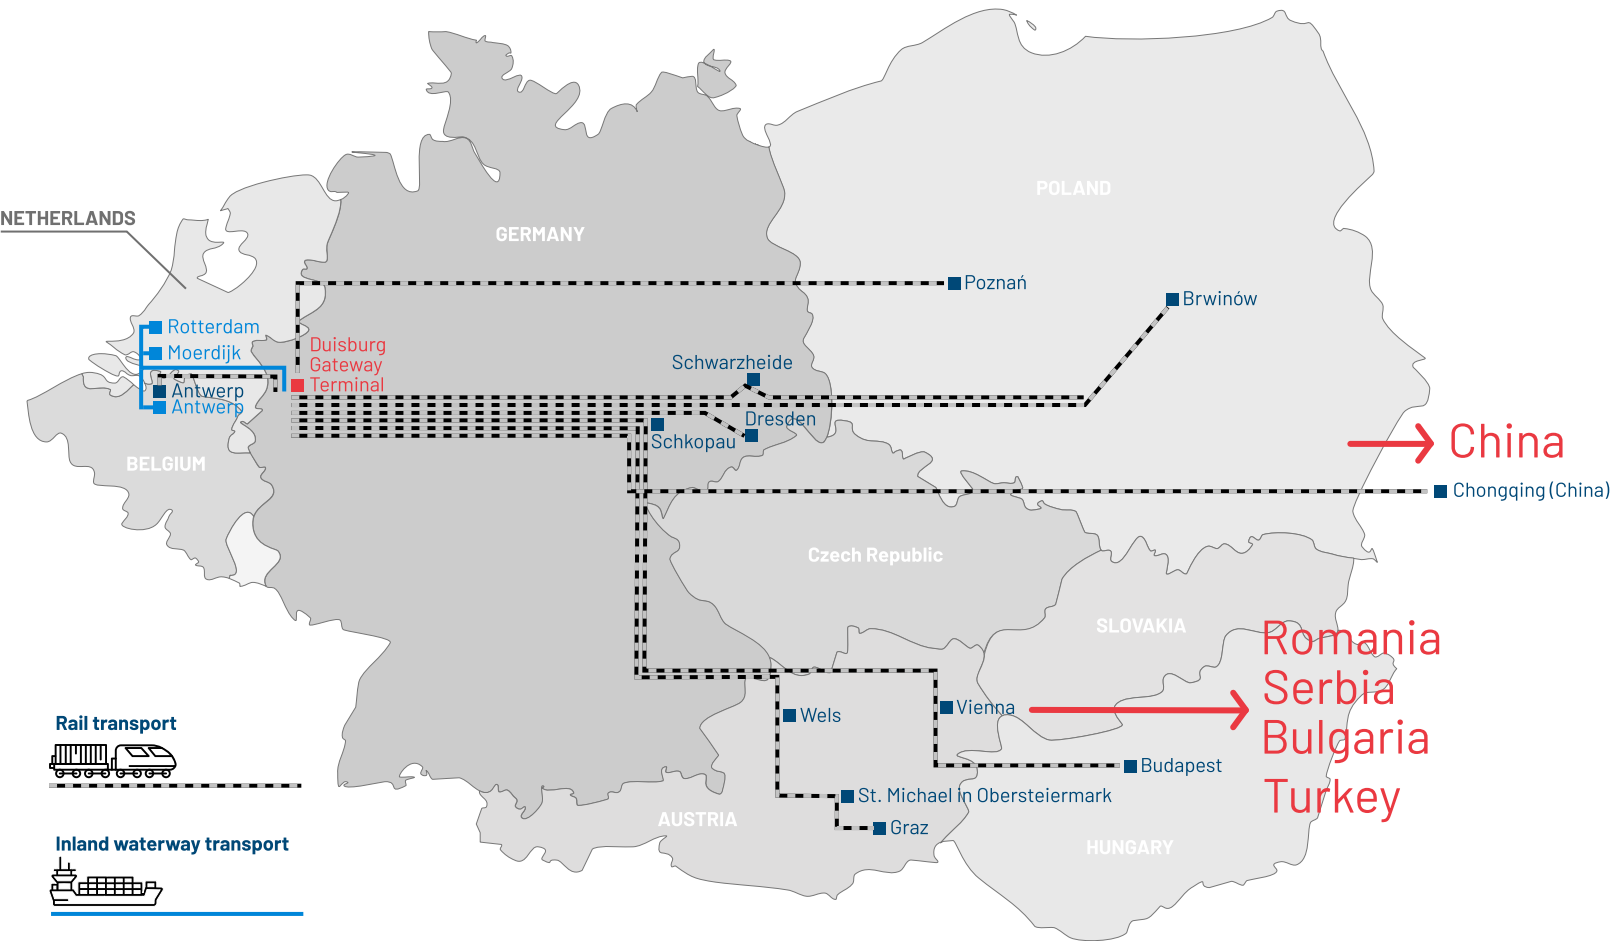 POLAND
NETHERLANDS
GERMANY
Poznań
Brwinów
Rotterdam
Moerdijk
Antwerp
Antwerp
Duisburg
Gateway
Terminal
Schwarzheide
Dresden
Schkopau
BELGIUM
China
Chongqing (China)
Czech Republic
SLOVAKIA
Romania
Serbia
Bulgaria
Turkey
Wels
Vienna
Budapest
St. Michael in Obersteiermark
Graz
AUSTRIA
HUNGARY
Rail transport
Inland waterway transport